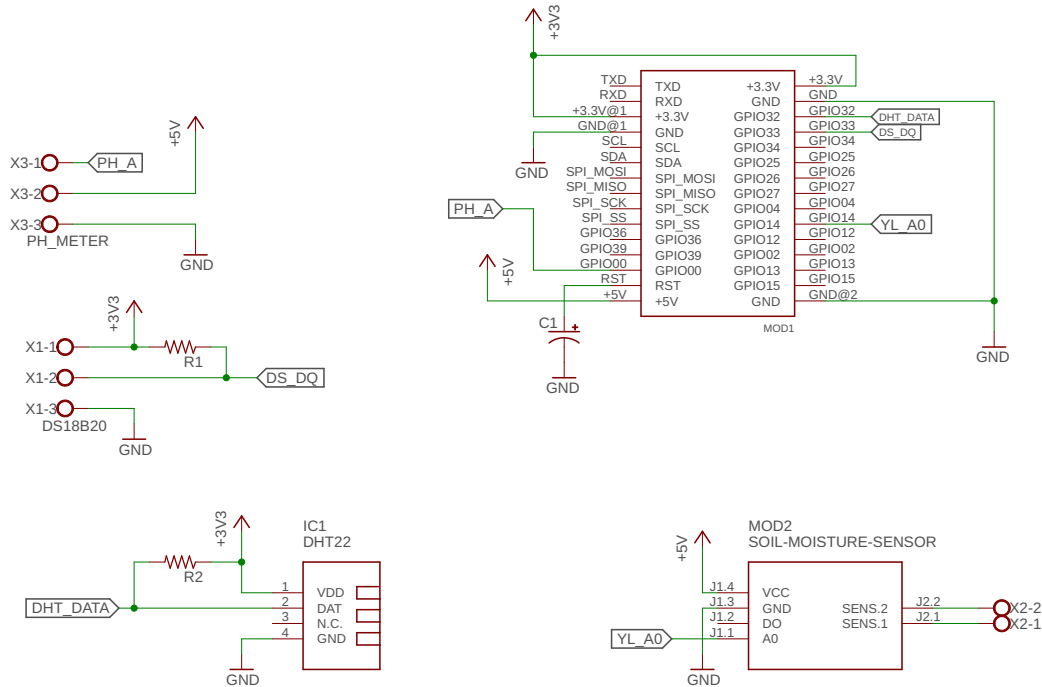 +3V3
TXD
RXD
+3.3V@1
GND@1
SCL
SDA
SPI_MOSI
SPI_MISO
SPI_SCK
SPI_SS
GPIO36
GPIO39
GPIO00
RST
+5V
TXD
RXD
+3.3V
GND
SCL
SDA
SPI_MOSI
SPI_MISO
SPI_SCK
SPI_SS
GPIO36
GPIO39
GPIO00
RST
+5V
+3.3V
GND
GPIO32
GPIO33
GPIO34
GPIO25
GPIO26
GPIO27
GPIO04
GPIO14
GPIO12
GPIO02
GPIO13
GPIO15
GND
+3.3V
GND
GPIO32
GPIO33
GPIO34
GPIO25
GPIO26
GPIO27
GPIO04
GPIO14
GPIO12
GPIO02
GPIO13
GPIO15
GND@2
MOD1
DHT_DATA
DS_DQ
YL_A0
GND
GND
PH_A
+5V
C1
+
GND
+5V
X3-1
PH_A
X3-2
X3-3
PH_METER
GND
+3V3
X1-1
R1
X1-2
DS_DQ
X1-3
DS18B20
GND
+3V3
IC1
DHT22
R2
DHT_DATA
1 VDD
2 DAT
3 N.C.
4 GND
GND
MOD2
SOIL-MOISTURE-SENSOR
+5V
J1.4 VCC
J1.3 GND
J1.2 DO
J1.1 A0
YL_A0
GND
SENS.2 J2.2 X2-2
SENS.1 J2.1 X2-1